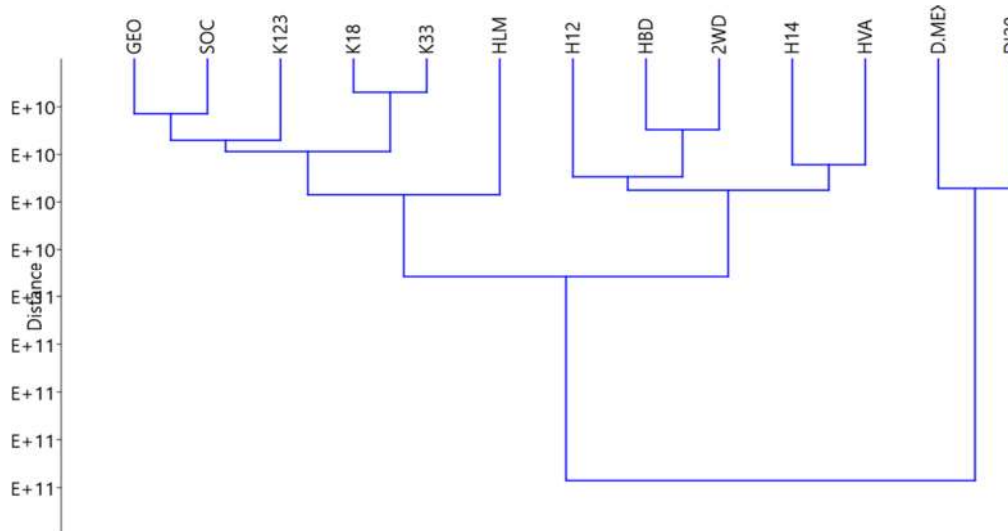 GEO
SOC
K123
K18
K33
HLM
H12
HBD
2WD
H14
HVA
D.MEX
E+10
E+10
E+10
E+10
E+11
E+11
E+11
E+11
E+11
Distance